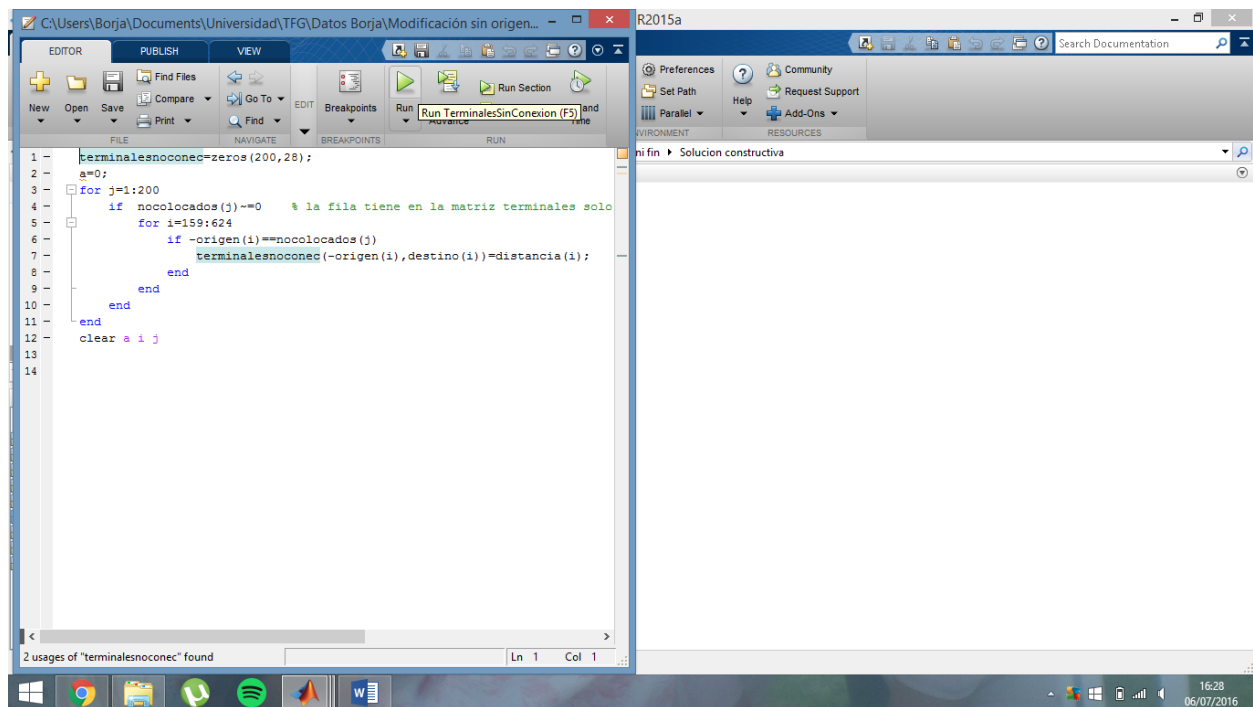 C:\Users\Borja\Documents\Universidad\TFG\Datos Borja\Modificación sin origen...
R2015a
EDITOR PUBLISH VIEW
Search Documentation
New Open Save
Find Files
Compare
Print
FILE
Go To
Find
NAVIGATE
EDIT
Breakpoints
BREAKPOINTS
Run
Advance
Run Section
and
Time
RUN
Run TerminalesSinConexion (F5)
Preferences
Set Path
Parallel
VIRONMENT
Help
Community
Request Support
Add-Ons
RESOURCES
ni fin Solucion constructiva
1 terminalesnoconec=zeros(200,28);
2 a=0;
3 for j=1:200
4 if nocolocados(j)~=0 % la fila tiene en la matriz terminales solo
5 for i=159:624
6 if -origen(i)==nocolocados(j)
7 terminalesnoconec(-origen(i),destino(i))=distancia(i);
8 end
9 end
10 end
11 end
12 clear a i j
13
14
2 usages of "terminalesnoconec" found
Ln 1 Col 1
16:28
06/07/2016